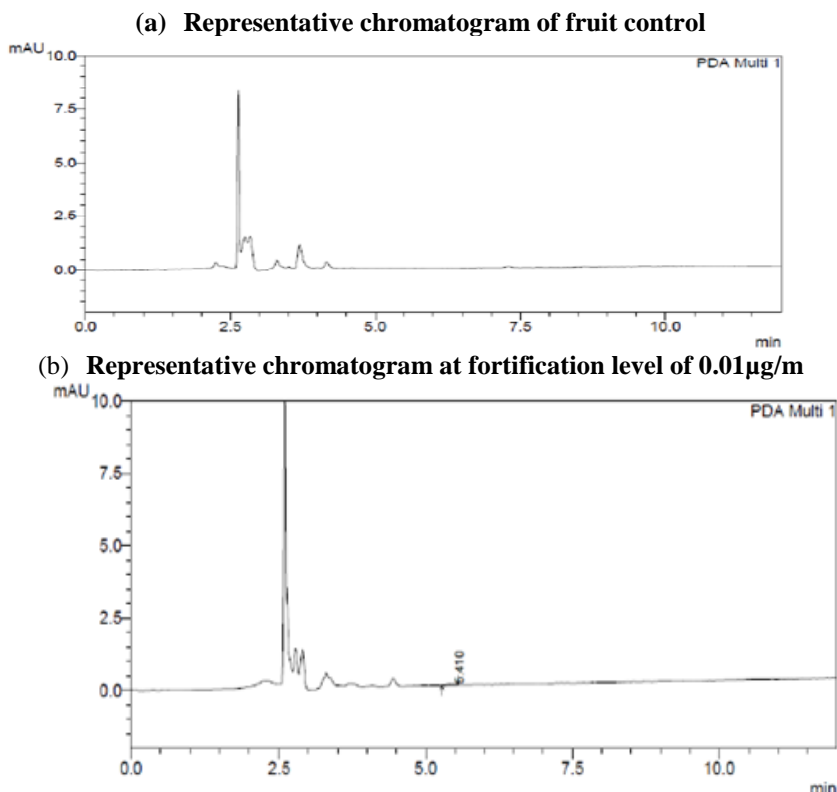 (a) Representative chromatogram of fruit control
mAU
PDA Multi 1
10.0
7.5
5.0
2.5
0.0
0.0 2.5 5.0 7.5 10.0
min
(b) Representative chromatogram at fortification level of 0.01µg/m
mAU
PDA Multi 1
10.0
7.5
5.0
2.5
0.0
5.410
0.0 2.5 5.0 7.5 10.0
min